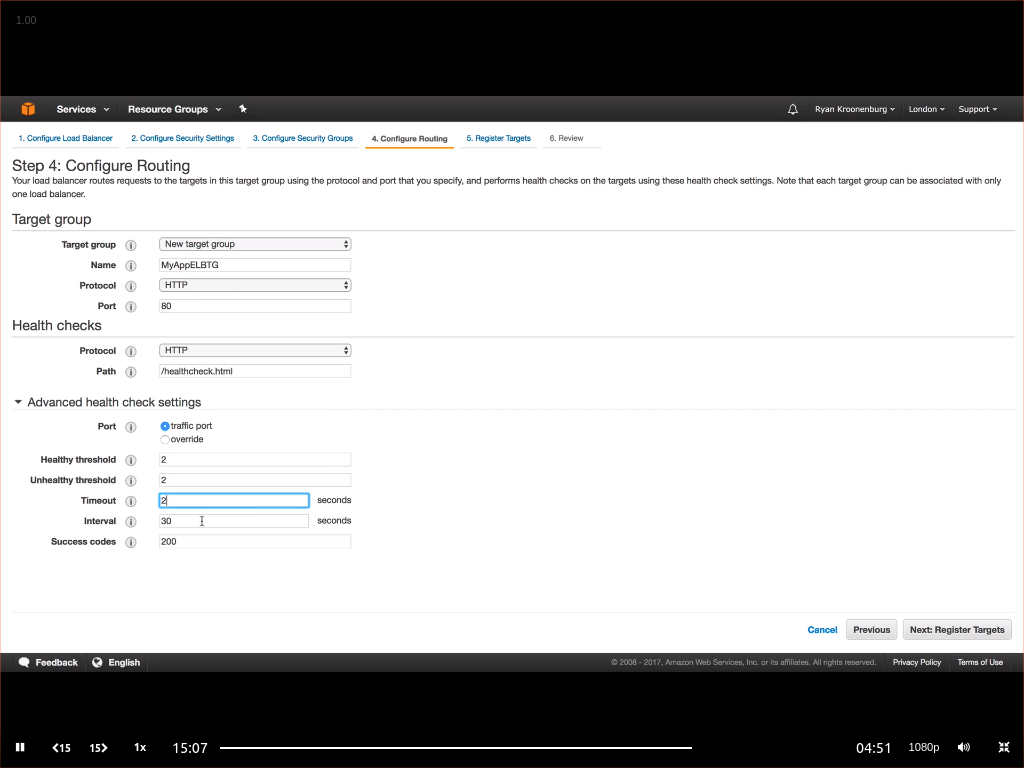 1.00
Services Resource Groups Ryan Kroonenburg London Support
1. Configure Load Balancer 2. Configure Security Settings 3. Configure Security Groups 4. Configure Routing 5. Register Targets 6. Review
Step 4: Configure Routing
Your load balancer routes requests to the targets in this target group using the protocol and port that you specify, and performs health checks on the targets using these health check settings. Note that each target group can be associated with only
one load balancer.
Target group
Target group i New target group
Name i MyAppELBTG
Protocol i HTTP
Port i 80
Health checks
Protocol i HTTP
Path i /healthcheck.html
Advanced health check settings
Port i traffic port
override
Healthy threshold i 2
Unhealthy threshold i 2
Timeout i 2 seconds
Interval i 30 seconds
Success codes i 200
Cancel Previous Next: Register Targets
Feedback English © 2008 - 2017, Amazon Web Services, Inc. or its affiliates. All rights reserved. Privacy Policy Terms of Use
15 15 1x 15:07 04:51 1080p